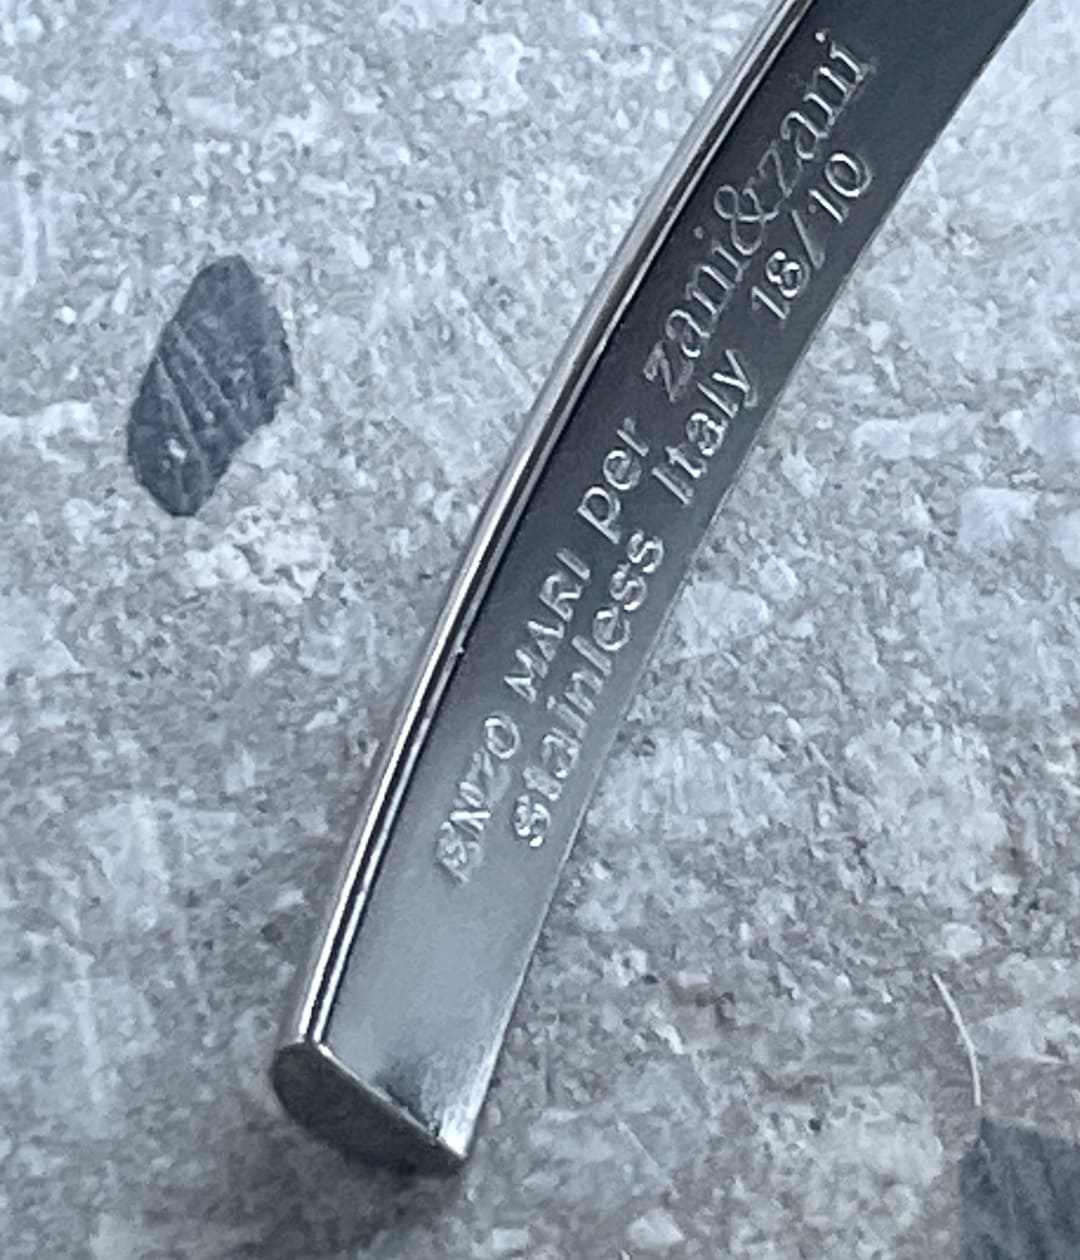 ENZO MARI per zani&zani
stainless Italy 18/10